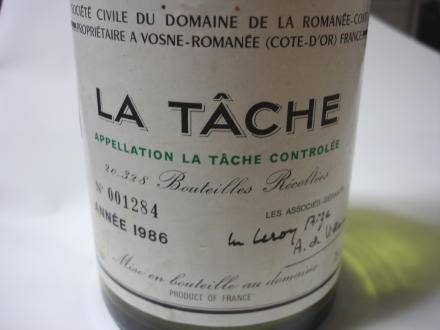 SOCIÉTÉ CIVILE DU DOMAINE DE LA ROMANÉE-CONTI
PROPRIÉTAIRE A VOSNE-ROMANÉE (COTE-D'OR) FRANCE
LA TÂCHE
APPELLATION LA TÂCHE CONTROLÉE
20.328 Bouteilles Récoltées
N° 001284
LES ASSOCIÉS-GÉRANTS
ANNÉE 1986
Mise en bouteille au domaine
PRODUCT OF FRANCE